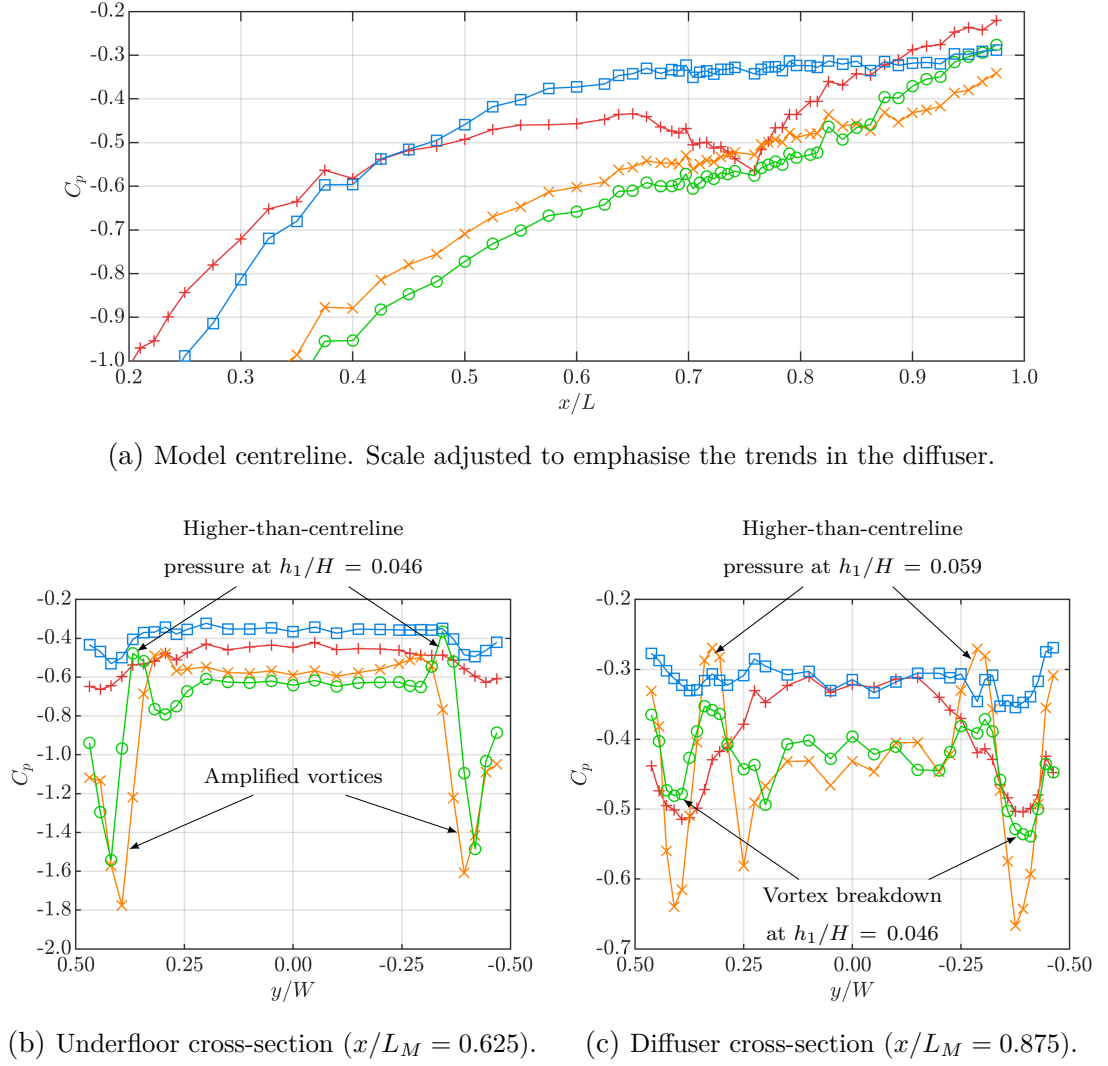 -0.2
-0.3
-0.4
-0.5
-0.6
-0.7
-0.8
-0.9
-1.0
C_p
0.2 0.3 0.4 0.5 0.6 0.7 0.8 0.9 1.0
x/L
(a) Model centreline. Scale adjusted to emphasise the trends in the diffuser.
Higher-than-centreline
pressure at h_1/H = 0.046
-0.2
-0.4
-0.6
-0.8
-1.0
-1.2
-1.4
-1.6
-1.8
-2.0
C_p
Amplified vortices
0.50 0.25 0.00 -0.25 -0.50
y/W
(b) Underfloor cross-section (x/L_M = 0.625).
Higher-than-centreline
pressure at h_1/H = 0.059
-0.2
-0.3
-0.4
-0.5
-0.6
-0.7
C_p
Vortex breakdown
at h_1/H = 0.046
0.50 0.25 0.00 -0.25 -0.50
y/W
(c) Diffuser cross-section (x/L_M = 0.875).